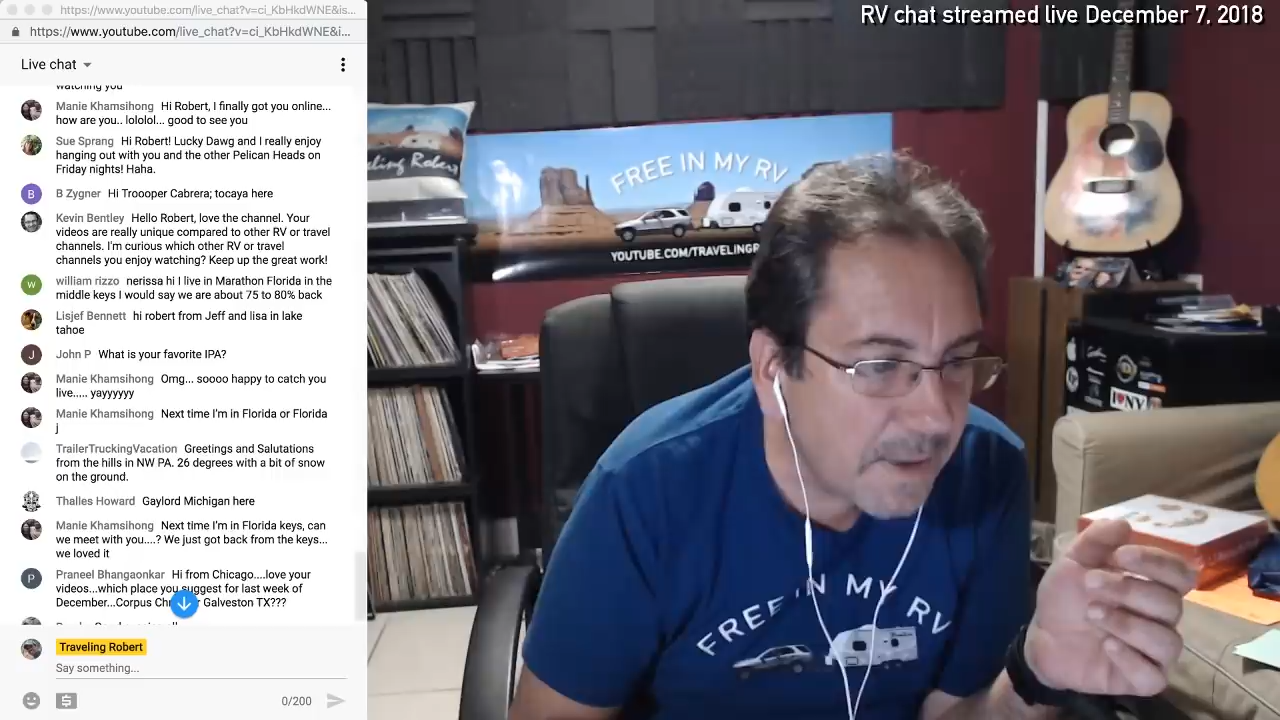 RV chat streamed live December 7, 2018
https://www.youtube.com/live_chat?v=ci_KbHkdWNE&is...
https://www.youtube.com/live_chat?v=ci_KbHkdWNE&i...
Live chat
watching you
Manie Khamsihong Hi Robert, I finally got you online...
how are you.. lololol... good to see you
Sue Sprang Hi Robert! Lucky Dawg and I really enjoy
hanging out with you and the other Pelican Heads on
Friday nights! Haha.
B
B Zygner Hi Troooper Cabrera; tocaya here
Kevin Bentley Hello Robert, love the channel. Your
videos are really unique compared to other RV or travel
channels. I'm curious which other RV or travel
channels you enjoy watching? Keep up the great work!
W
william rizzo nerissa hi I live in Marathon Florida in the
middle keys I would say we are about 75 to 80% back
Lisjef Bennett hi robert from Jeff and lisa in lake
tahoe
J
John P What is your favorite IPA?
Manie Khamsihong Omg... soooo happy to catch you
live..... yayyyyyy
Manie Khamsihong Next time I'm in Florida or Florida
j
TrailerTruckingVacation Greetings and Salutations
from the hills in NW PA. 26 degrees with a bit of snow
on the ground.
Thalles Howard Gaylord Michigan here
Manie Khamsihong Next time I'm in Florida keys, can
we meet with you....? We just got back from the keys...
we loved it
P
Praneel Bhangaonkar Hi from Chicago....love your
videos...which place you suggest for last week of
December...Corpus Galveston TX???
Traveling Robert
Say something...
0/200
FREE IN MY RV
YOUTUBE.COM/TRAVELING
Robert
FREE IN MY RV
I NY